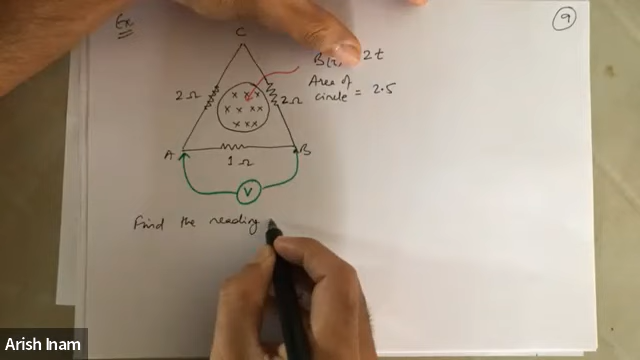 Ex
9
C
B(t) 2t
Area of
circle = 2.5
2Ω
2Ω
x x x
x x x x
x x x
A
B
1Ω
V
Find the reading
Arish Inam